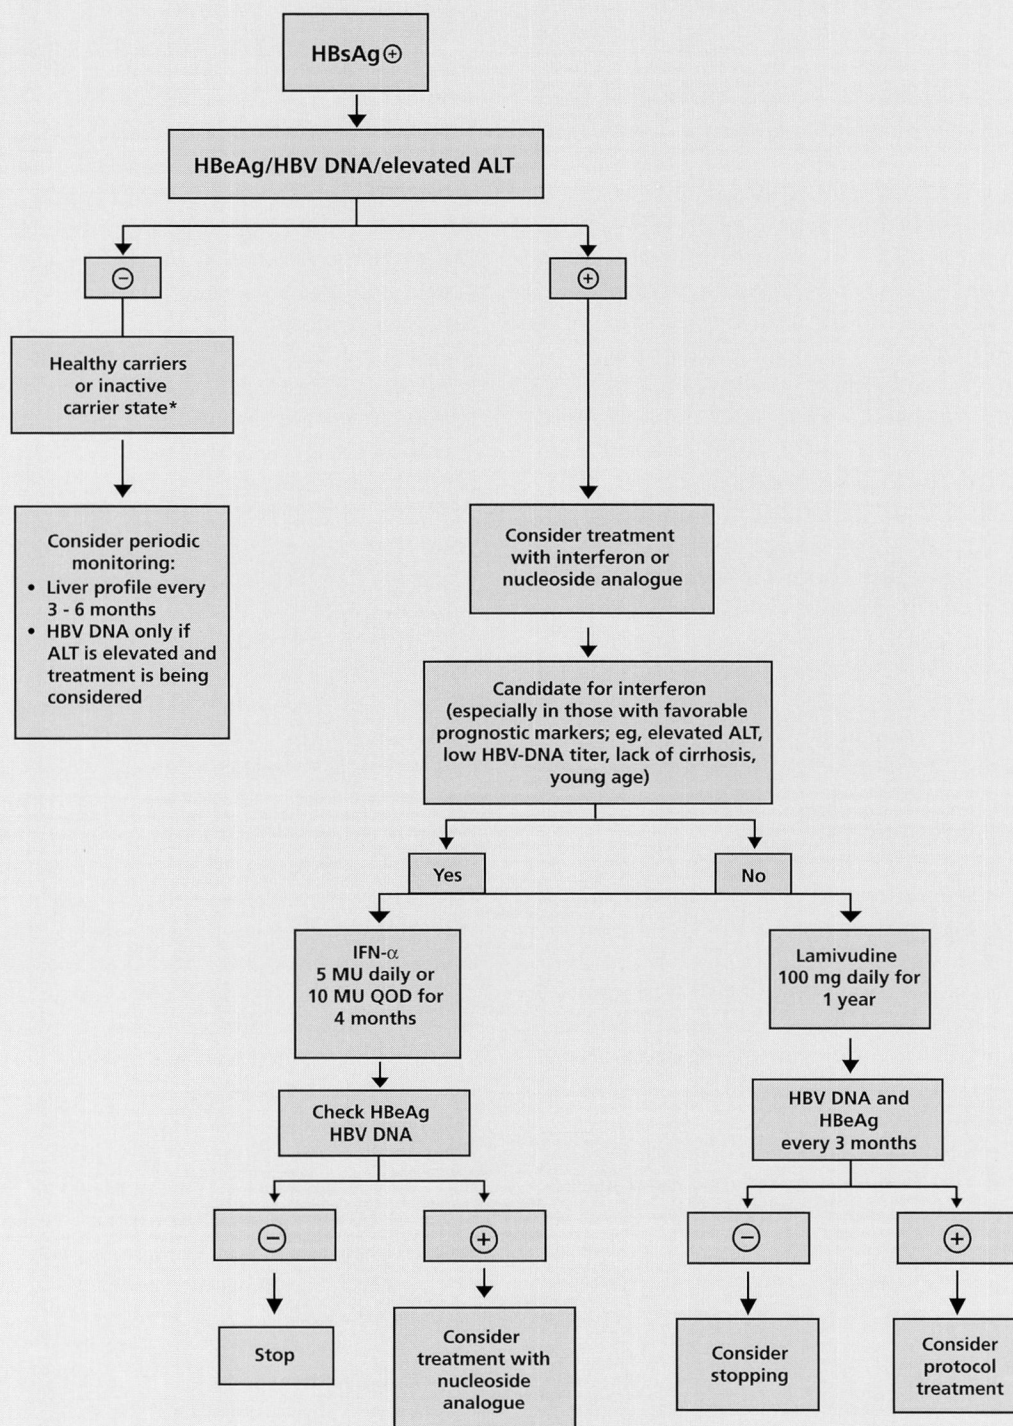 HBsAg⊕
HBeAg/HBV DNA/elevated ALT
⊖
⊕
Healthy carriers
or inactive
carrier state*
Consider periodic
monitoring:
• Liver profile every
3 - 6 months
• HBV DNA only if
ALT is elevated and
treatment is being
considered
Consider treatment
with interferon or
nucleoside analogue
Candidate for interferon
(especially in those with favorable
prognostic markers; eg, elevated ALT,
low HBV-DNA titer, lack of cirrhosis,
young age)
Yes
No
IFN-α
5 MU daily or
10 MU QOD for
4 months
Lamivudine
100 mg daily for
1 year
Check HBeAg
HBV DNA
HBV DNA and
HBeAg
every 3 months
⊖
⊕
⊖
⊕
Stop
Consider
treatment with
nucleoside
analogue
Consider
stopping
Consider
protocol
treatment